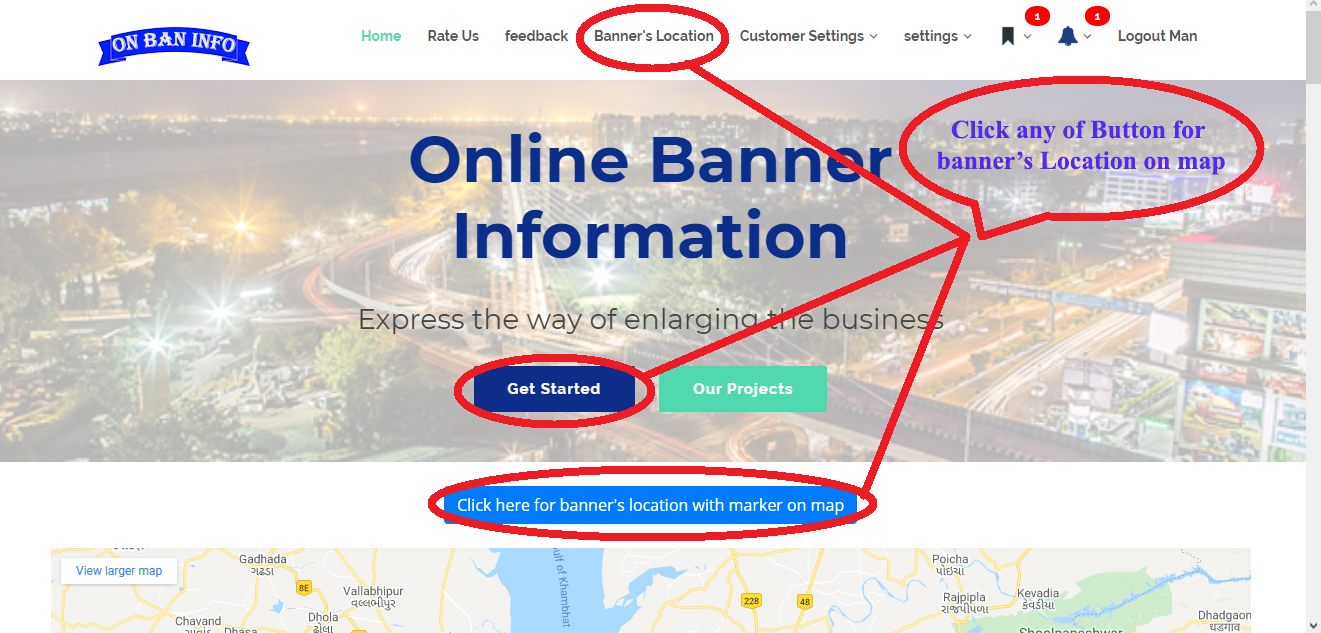 ON BAN INFO
Home Rate Us feedback Banner's Location Customer Settings settings 1 1 Logout Man
Click any of Button for
banner’s Location on map
Online Banner
Information
Express the way of enlarging the business
Get Started Our Projects
Click here for banner's location with marker on map
View larger map
Gadhada
ગઢડા
8E
Vallabhipur
વલ્લભીપુર
Chavand
Dhola
ઢોલા
Dhasa
ulf of Khambhat
228
48
Poicha
પોઇચા
Rajpipla
રાજપીપળા
Kevadia
કેવડીયા
Dhadgaon
धडगाव
Shoolpaneshwar